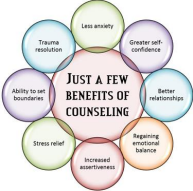 Less anxiety
Greater self-
confidence
Better
relationships
Regaining
emotional
balance
Increased
assertiveness
Stress relief
Ability to set
boundaries
Trauma
resolution
JUST A FEW
BENEFITS OF
COUNSELING